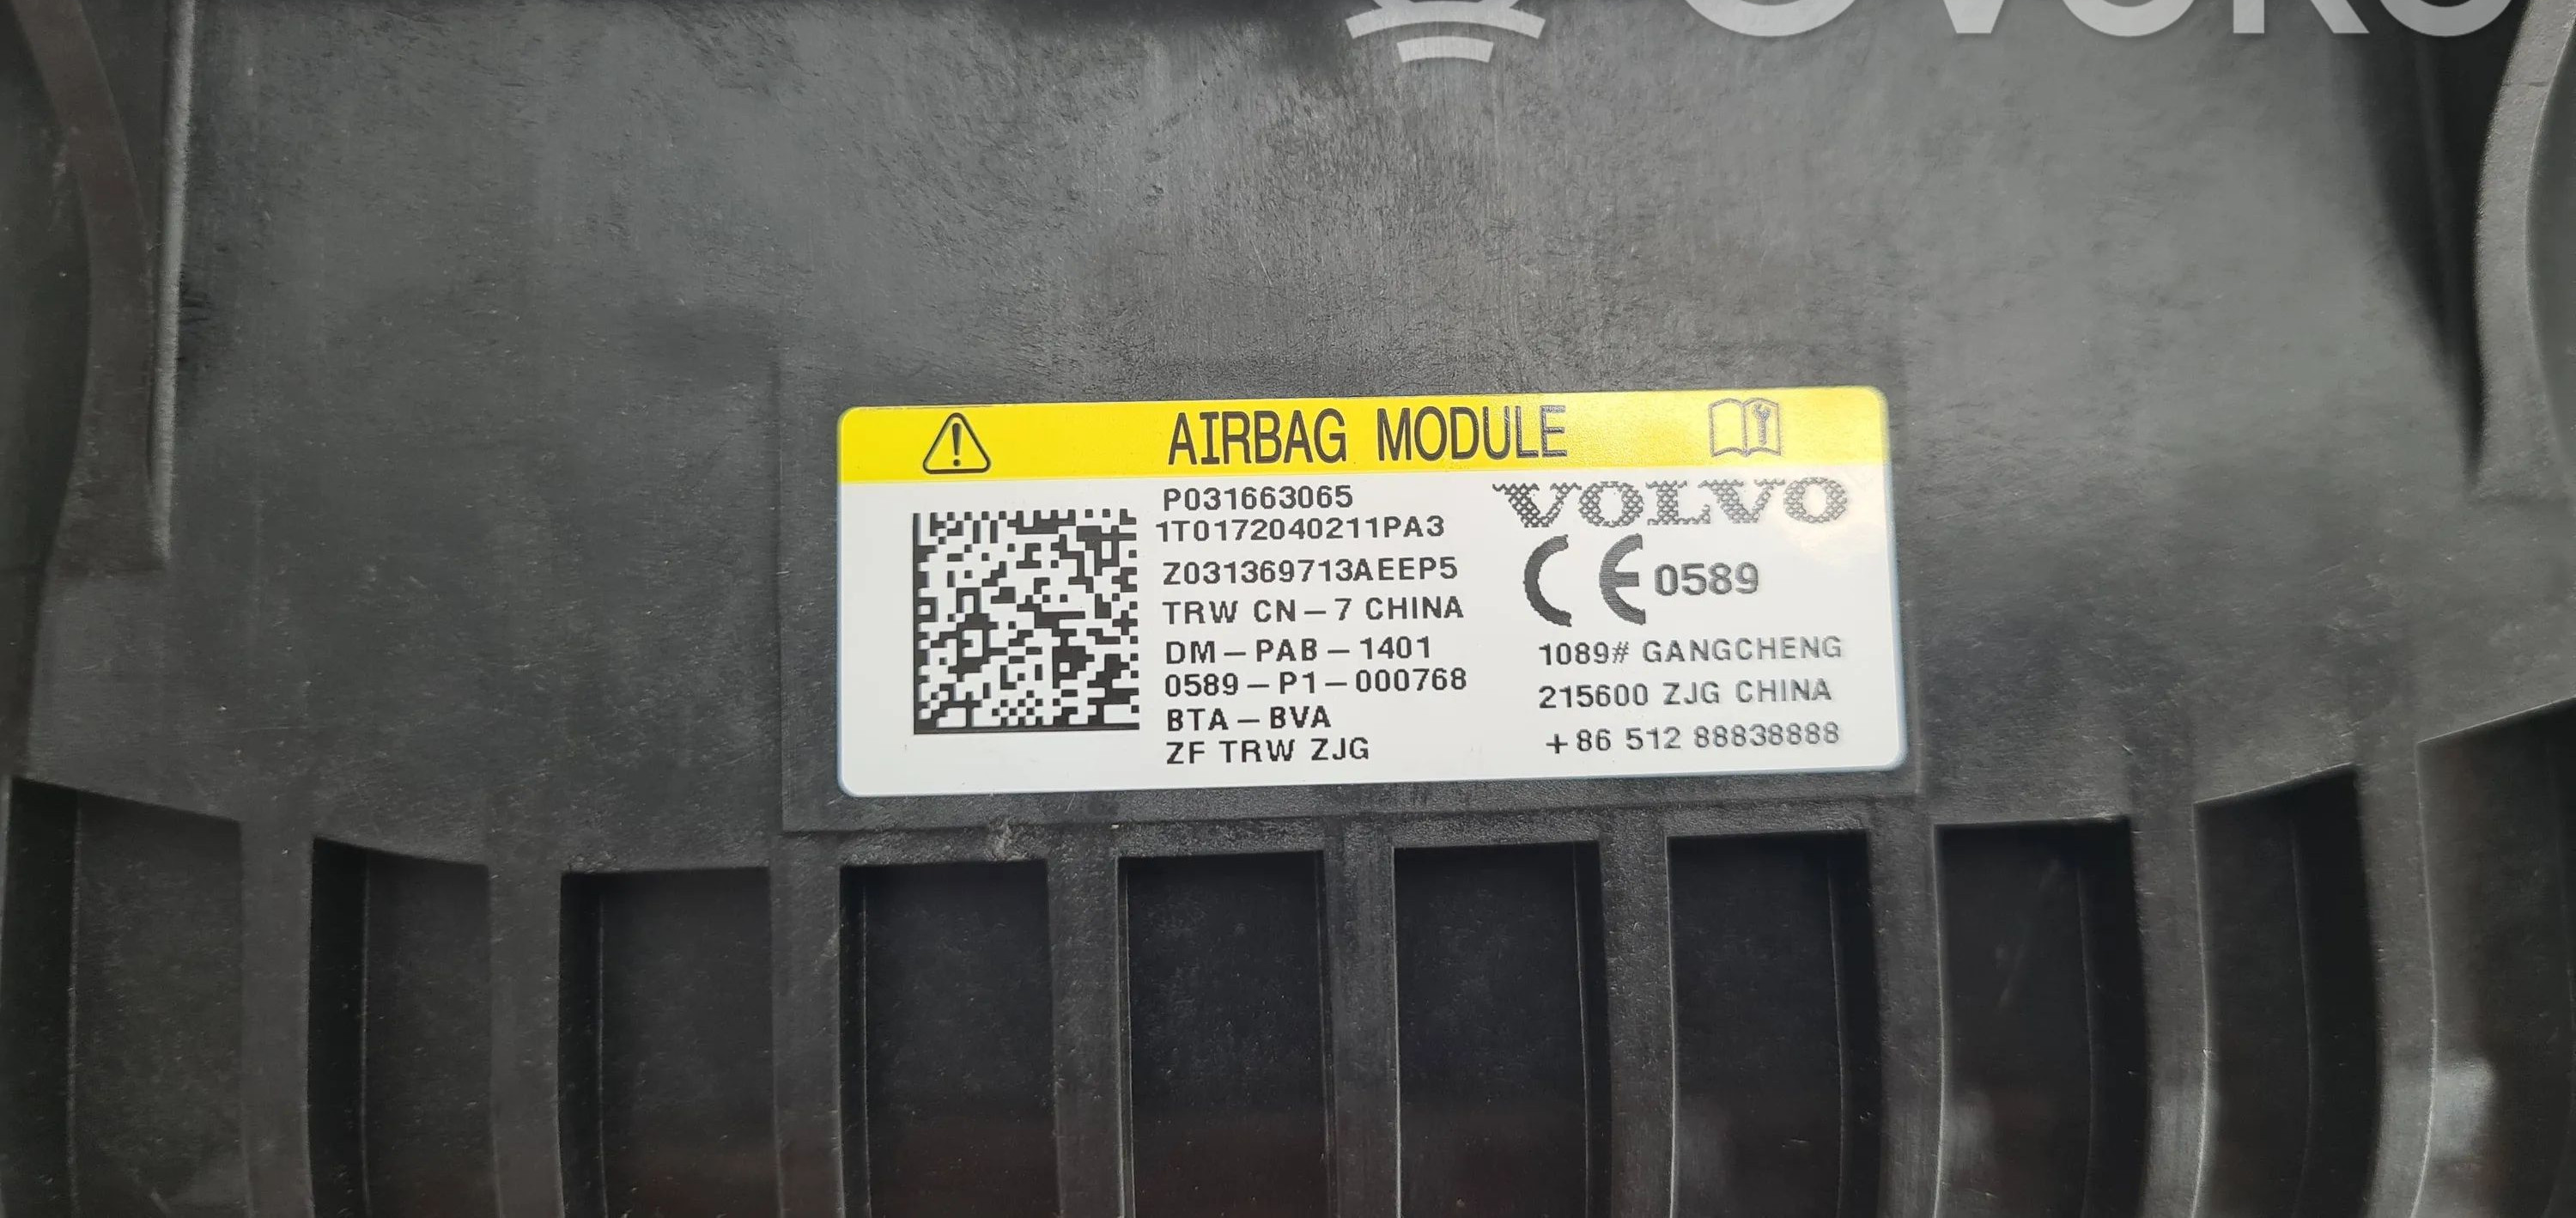 AIRBAG MODULE
P031663065
1T0172040211PA3
Z031369713AEEP5
TRW CN-7 CHINA
DM-PAB-1401
0589-P1-000768
BTA-BVA
ZF TRW ZJG
VOLVO
CE 0589
1089# GANGCHENG
215600 ZJG CHINA
+86 512 88838888